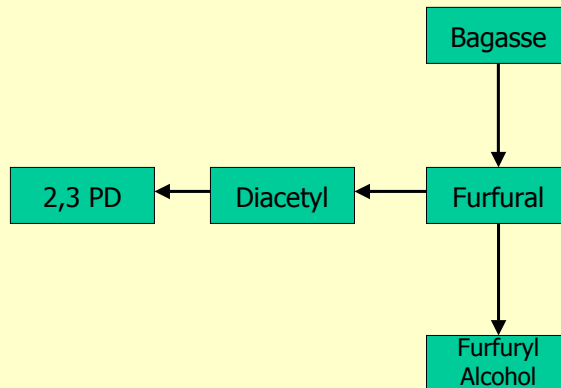 Bagasse
2,3 PD
Diacetyl
Furfural
Furfuryl
Alcohol